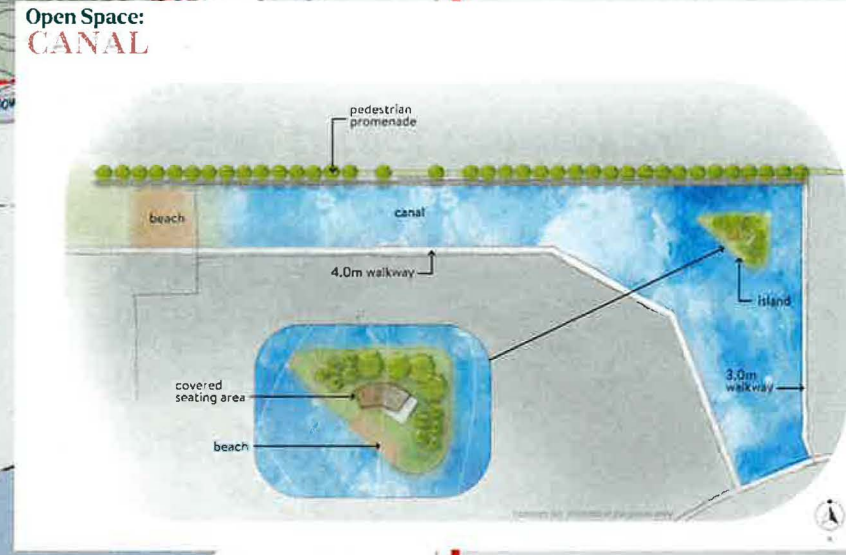 Open Space:
CANAL
pedestrian
promenade
beach
canal
4.0m walkway
island
3.0m
walkway
covered
seating area
beach